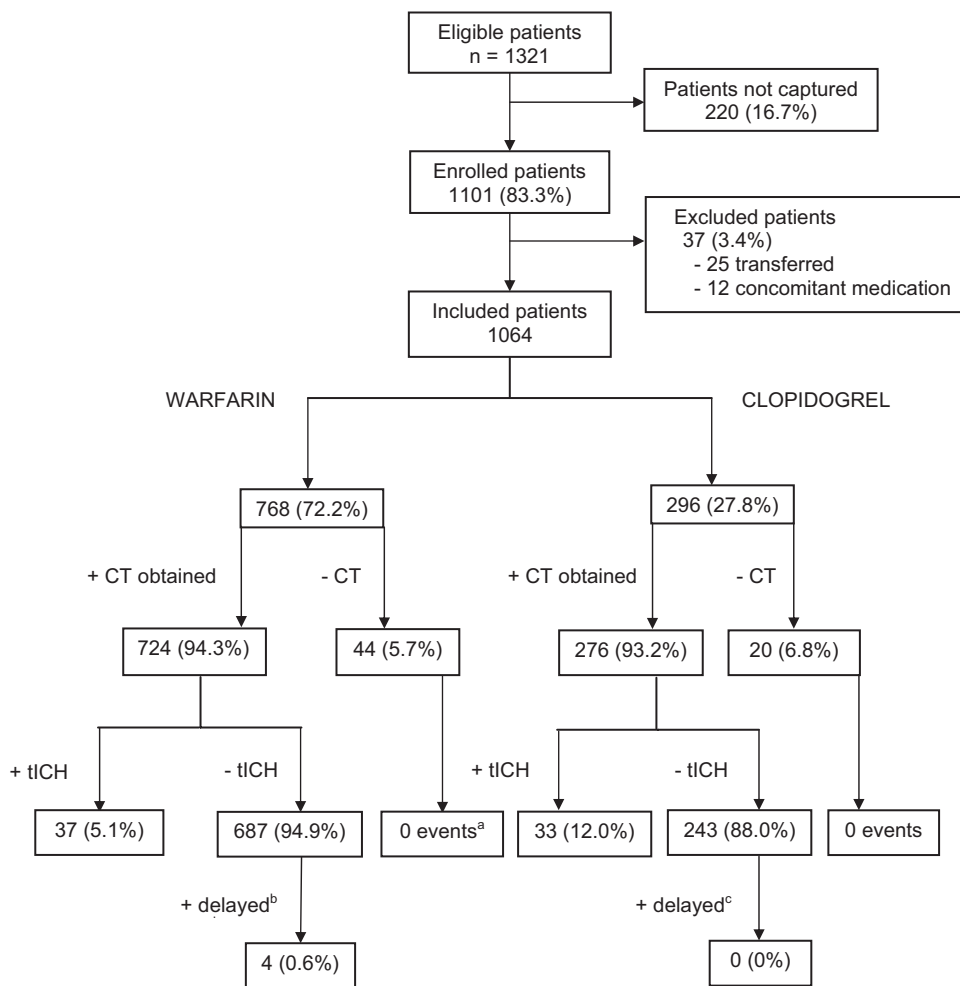 Eligible patients
n = 1321
Patients not captured
220 (16.7%)
Enrolled patients
1101 (83.3%)
Excluded patients
37 (3.4%)
- 25 transferred
- 12 concomitant medication
Included patients
1064
WARFARIN
CLOPIDOGREL
768 (72.2%)
296 (27.8%)
+ CT obtained
- CT
+ CT obtained
- CT
724 (94.3%)
44 (5.7%)
276 (93.2%)
20 (6.8%)
+ tICH
- tICH
+ tICH
- tICH
37 (5.1%)
687 (94.9%)
0 eventsᵃ
33 (12.0%)
243 (88.0%)
0 events
+ delayedᵇ
+ delayedᶜ
4 (0.6%)
0 (0%)